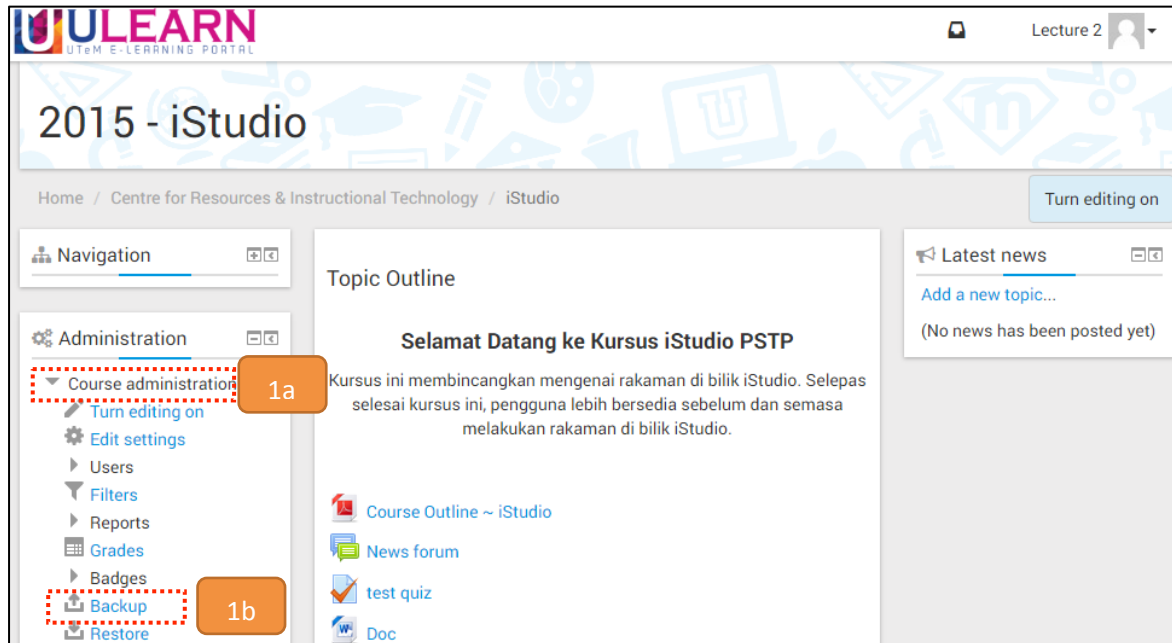 ULEARN
UTeM E-LEARNING PORTAL
Lecture 2
2015 - iStudio
Home / Centre for Resources & Instructional Technology / iStudio
Turn editing on
Navigation
Administration
Course administration
1a
Turn editing on
Edit settings
Users
Filters
Reports
Grades
Badges
Backup
1b
Restore
Topic Outline
Selamat Datang ke Kursus iStudio PSTP
Kursus ini membincangkan mengenai rakaman di bilik iStudio. Selepas
selesai kursus ini, pengguna lebih bersedia sebelum dan semasa
melakukan rakaman di bilik iStudio.
Course Outline ~ iStudio
News forum
test quiz
Doc
Latest news
Add a new topic...
(No news has been posted yet)